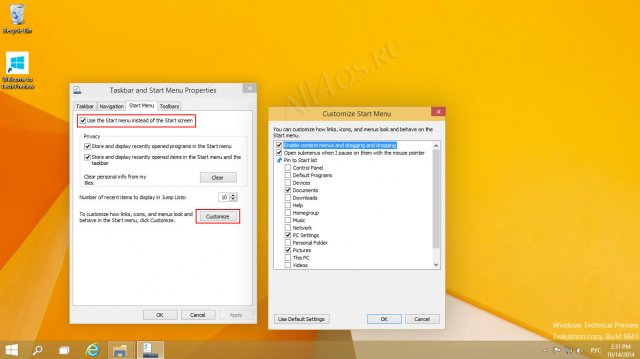 Recycle Bin
Welcome to
Tech Preview
All4os.RU
Taskbar and Start Menu Properties
Taskbar
Navigation
Start Menu
Toolbars
Use the Start menu instead of the Start screen
Privacy
Store and display recently opened programs in the Start menu
Store and display recently opened items in the Start menu and the
taskbar
Clear personal info from my
tiles.
Clear
Number of recent items to display in Jump Lists:
10
To customize how links, icons, and menus look and
behave in the Start menu, click Customize.
Customize
OK
Cancel
Apply
Customize Start Menu
You can customize how links, icons, and menus look and behave on the
Start menu.
Enable context menus and dragging and dropping
Open submenus when I pause on them with the mouse pointer
Pin to Start list
Control Panel
Default Programs
Devices
Documents
Downloads
Help
Homegroup
Music
Network
PC Settings
Personal Folder
Pictures
This PC
Videos
Use Default Settings
OK
Cancel
Windows Technical Preview
Evaluation copy. Build 9841
РУС
2:31 PM
10/14/2014